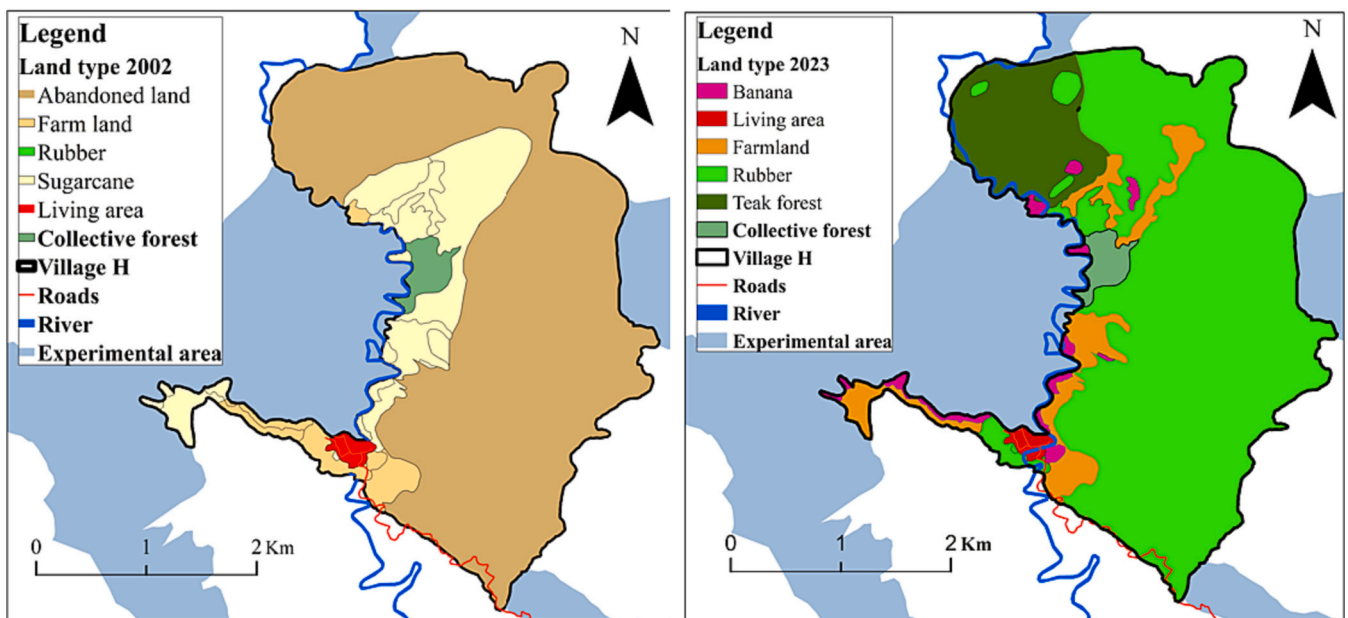 Legend
Land type 2002
Abandoned land
Farm land
Rubber
Sugarcane
Living area
Collective forest
Village H
Roads
River
Experimental area
N
0 1 2 Km
Legend
Land type 2023
Banana
Living area
Farmland
Rubber
Teak forest
Collective forest
Village H
Roads
River
Experimental area
N
0 1 2 Km